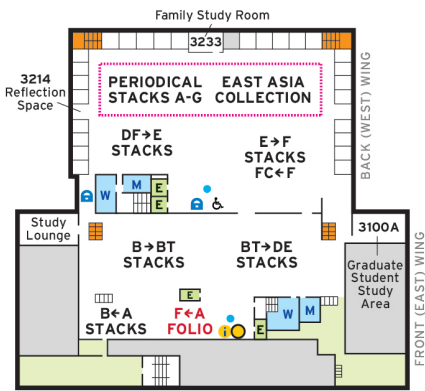 Family Study Room
3233
3214
Reflection
Space
PERIODICAL
STACKS A-G
EAST ASIA
COLLECTION
BACK (WEST) WING
DF→E
STACKS
E→F
STACKS
FC←F
W
M
E
E
Study
Lounge
3100A
B→BT
STACKS
BT→DE
STACKS
Graduate
Student
Study
Area
FRONT (EAST) WING
E
B←A
STACKS
F←A
FOLIO
i
E
W
M